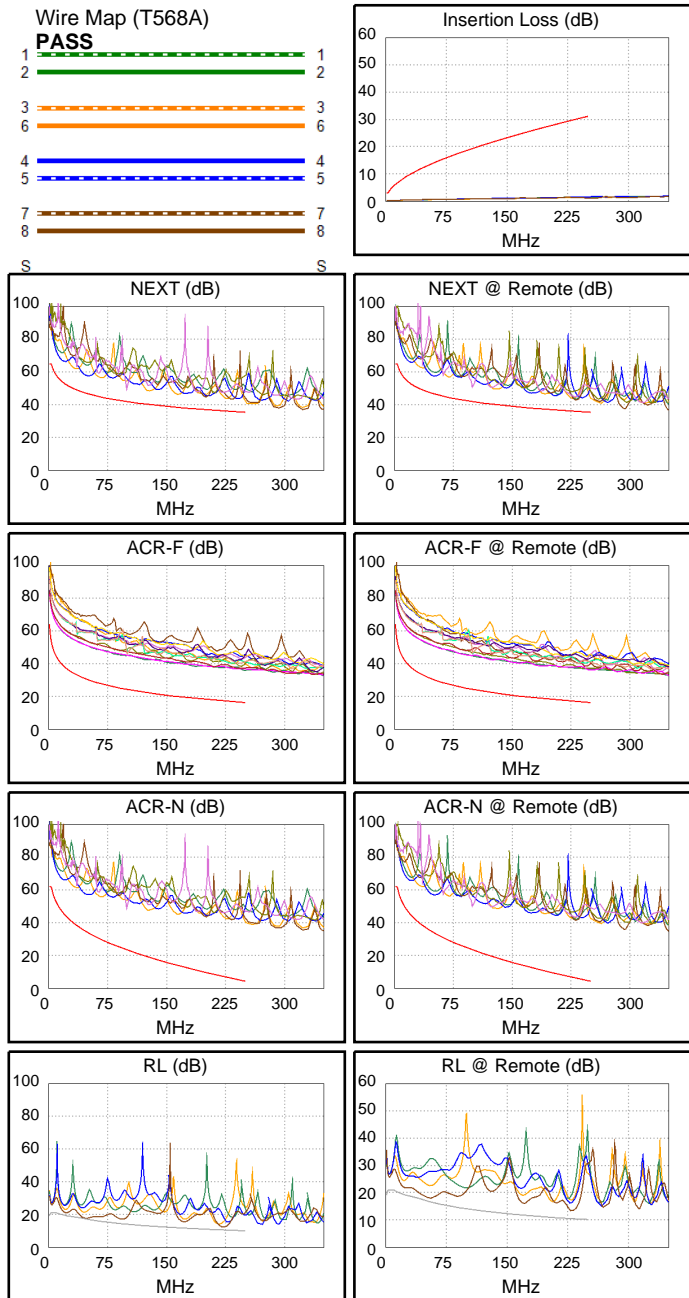 Wire Map (T568A)
PASS
1 1
2 2
3 3
6 6
4 4
5 5
7 7
8 8
S S
Insertion Loss (dB)
60
50
40
30
20
10
0
0 75 150 225 300
MHz
NEXT (dB)
100
80
60
40
20
0
0 75 150 225 300
MHz
NEXT @ Remote (dB)
100
80
60
40
20
0
0 75 150 225 300
MHz
ACR-F (dB)
100
80
60
40
20
0
0 75 150 225 300
MHz
ACR-F @ Remote (dB)
100
80
60
40
20
0
0 75 150 225 300
MHz
ACR-N (dB)
100
80
60
40
20
0
0 75 150 225 300
MHz
ACR-N @ Remote (dB)
100
80
60
40
20
0
0 75 150 225 300
MHz
RL (dB)
100
80
60
40
20
0
0 75 150 225 300
MHz
RL @ Remote (dB)
60
50
40
30
20
10
0
0 75 150 225 300
MHz